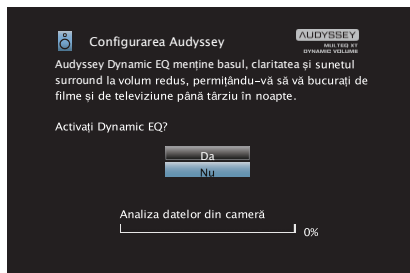 Configurarea Audyssey
AUDYSSEY
MULTEQ XT
DYNAMIC VOLUME
Audyssey Dynamic EQ menține basul, claritatea și sunetul
surround la volum redus, permițându-vă să vă bucurați de
filme și de televiziune până târziu în noapte.
Activați Dynamic EQ?
Da
Nu
Analiza datelor din cameră
0%